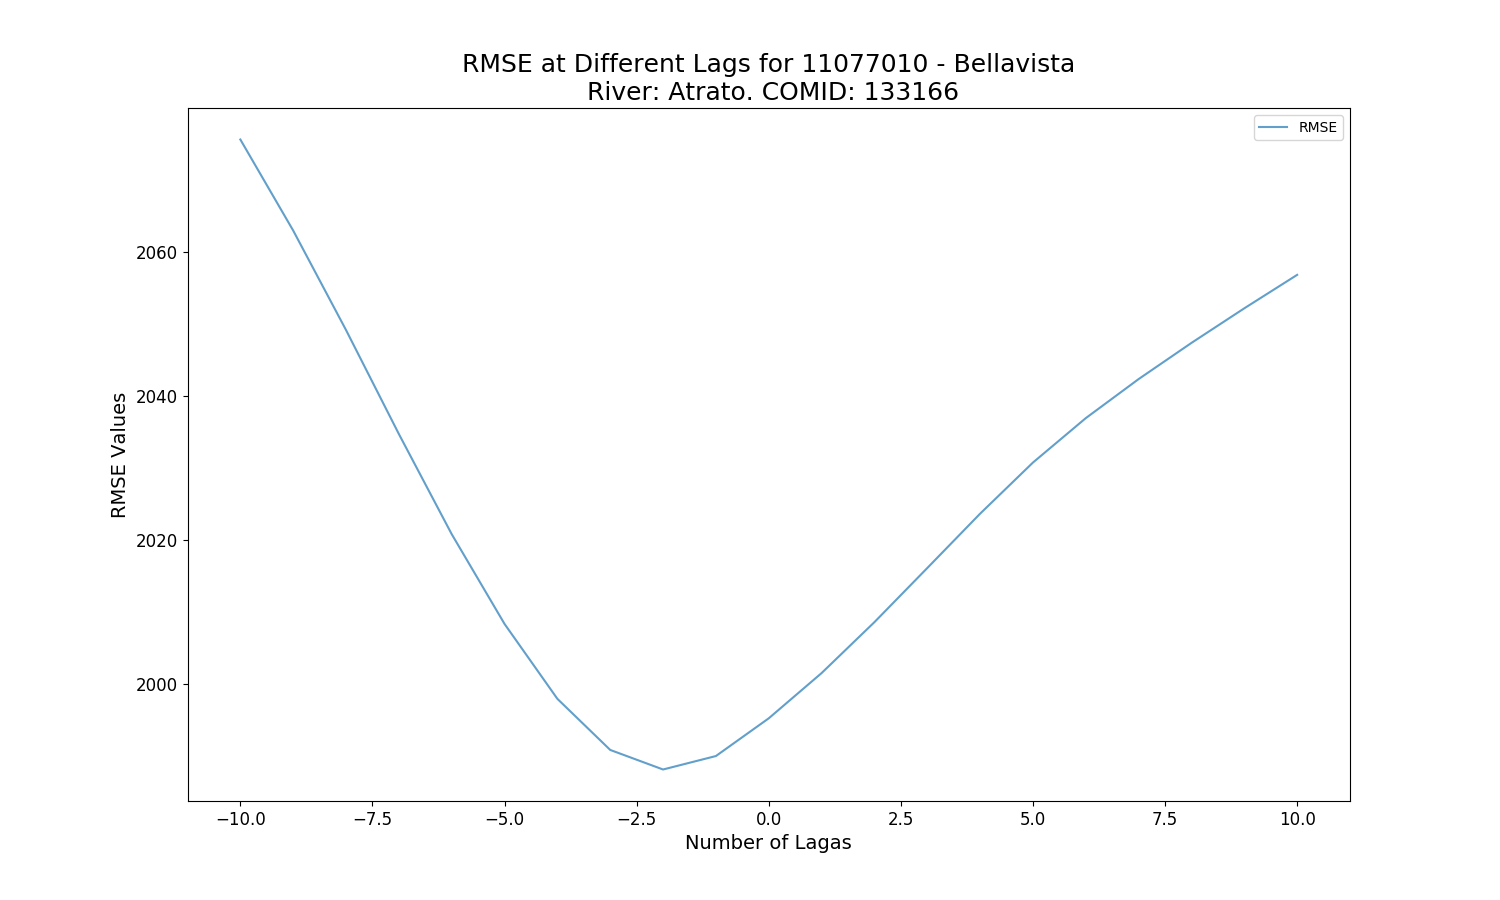 RMSE at Different Lags for 11077010 - Bellavista
River: Atrato. COMID: 133166
RMSE
2060
2040
2020
2000
RMSE Values
−10.0 −7.5 −5.0 −2.5 0.0 2.5 5.0 7.5 10.0
Number of Lagas